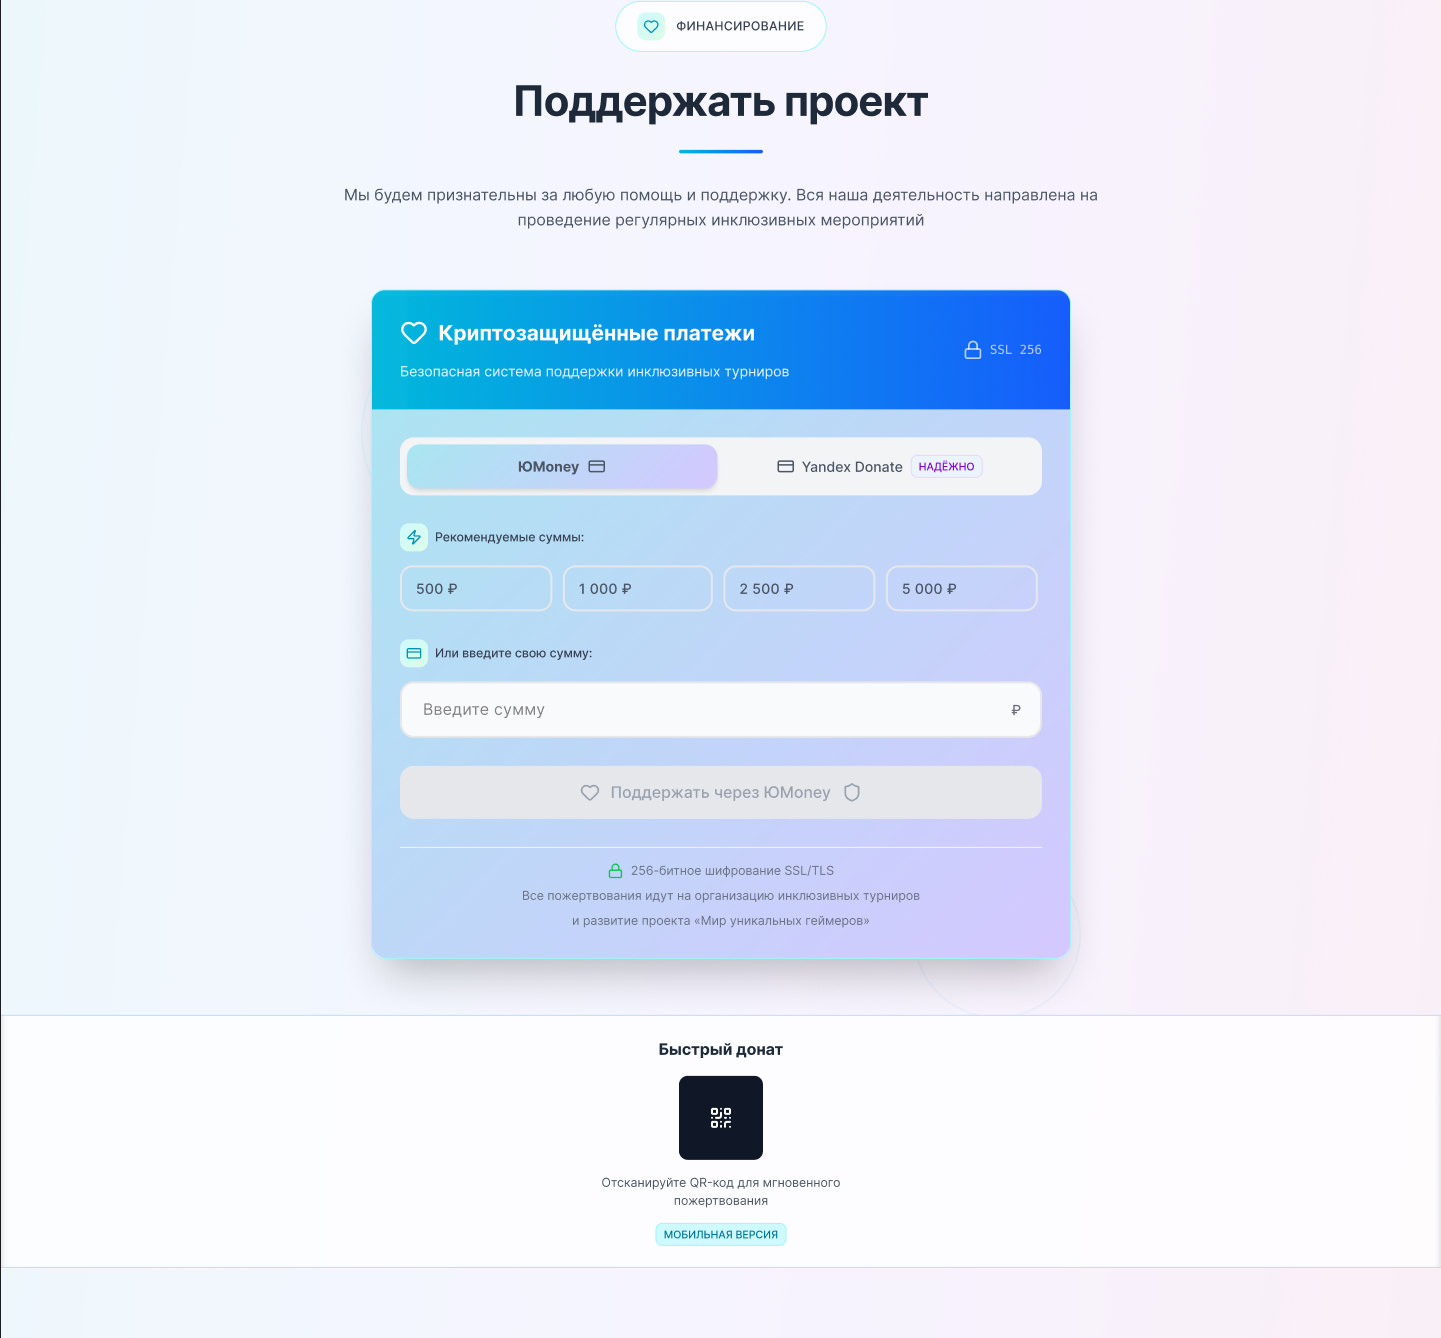 ФИНАНСИРОВАНИЕ
Поддержать проект
Мы будем признательны за любую помощь и поддержку. Вся наша деятельность направлена на
проведение регулярных инклюзивных мероприятий
Криптозащищённые платежи
Безопасная система поддержки инклюзивных турниров
SSL 256
ЮMoney
Yandex Donate
НАДЁЖНО
Рекомендуемые суммы:
500 ₽
1 000 ₽
2 500 ₽
5 000 ₽
Или введите свою сумму:
Введите сумму
₽
Поддержать через ЮMoney
256-битное шифрование SSL/TLS
Все пожертвования идут на организацию инклюзивных турниров
и развитие проекта «Мир уникальных геймеров»
Быстрый донат
Отсканируйте QR-код для мгновенного
пожертвования
МОБИЛЬНАЯ ВЕРСИЯ